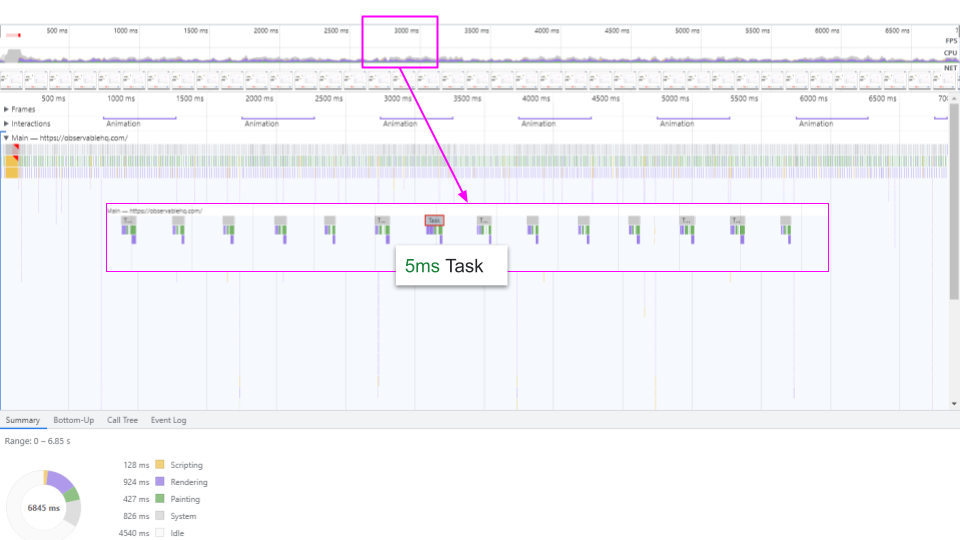 500 ms 1000 ms 1500 ms 2000 ms 2500 ms 3000 ms 3500 ms 4000 ms 4500 ms 5000 ms 5500 ms 6000 ms 6500 ms
FPS
CPU
NET
500 ms 1000 ms 1500 ms 2000 ms 2500 ms 3000 ms 3500 ms 4000 ms 4500 ms 5000 ms 5500 ms 6000 ms 6500 ms 700
Frames
Interactions Animation Animation Animation Animation Animation Animation
Main — https://observablehq.com/
Main — https://observablehq.com/
T... T... Task T... T... T...
5ms Task
Summary Bottom-Up Call Tree Event Log
Range: 0 – 6.85 s
128 ms Scripting
924 ms Rendering
6845 ms
427 ms Painting
826 ms System
4540 ms Idle